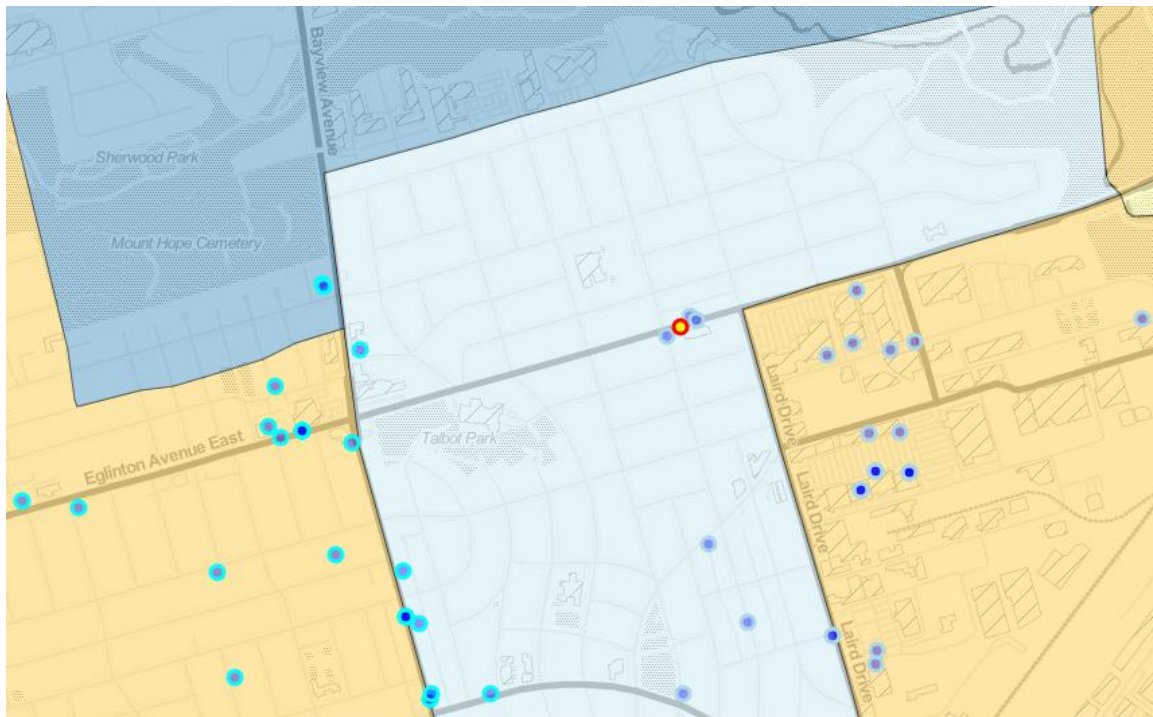 Bayview Avenue
Sherwood Park
Mount Hope Cemetery
Laird Drive
Eglinton Avenue East
Talbot Park
Laird Drive
Laird Drive